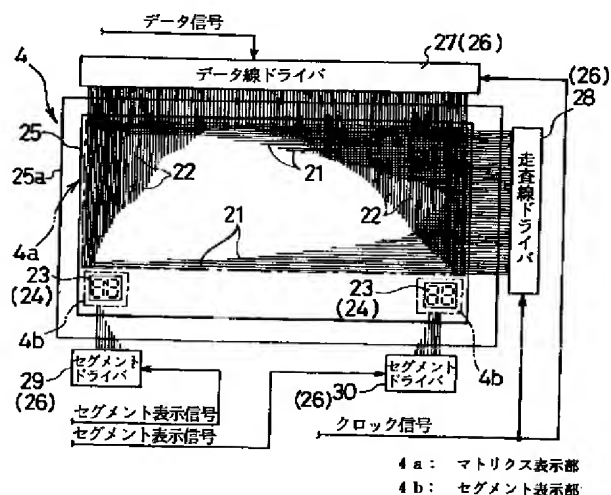 データ信号
27(26)
データ線ドライバ
4
(26)
28
25
25a
22
21
22
走査線ドライバ
4a
21
23
(24)
23
(24)
4b
4b
セグメント
ドライバ
セグメント
ドライバ
29
(26)
(26)
30
セグメント表示信号
セグメント表示信号
クロック信号
4a： マトリクス表示部
4b： セグメント表示部